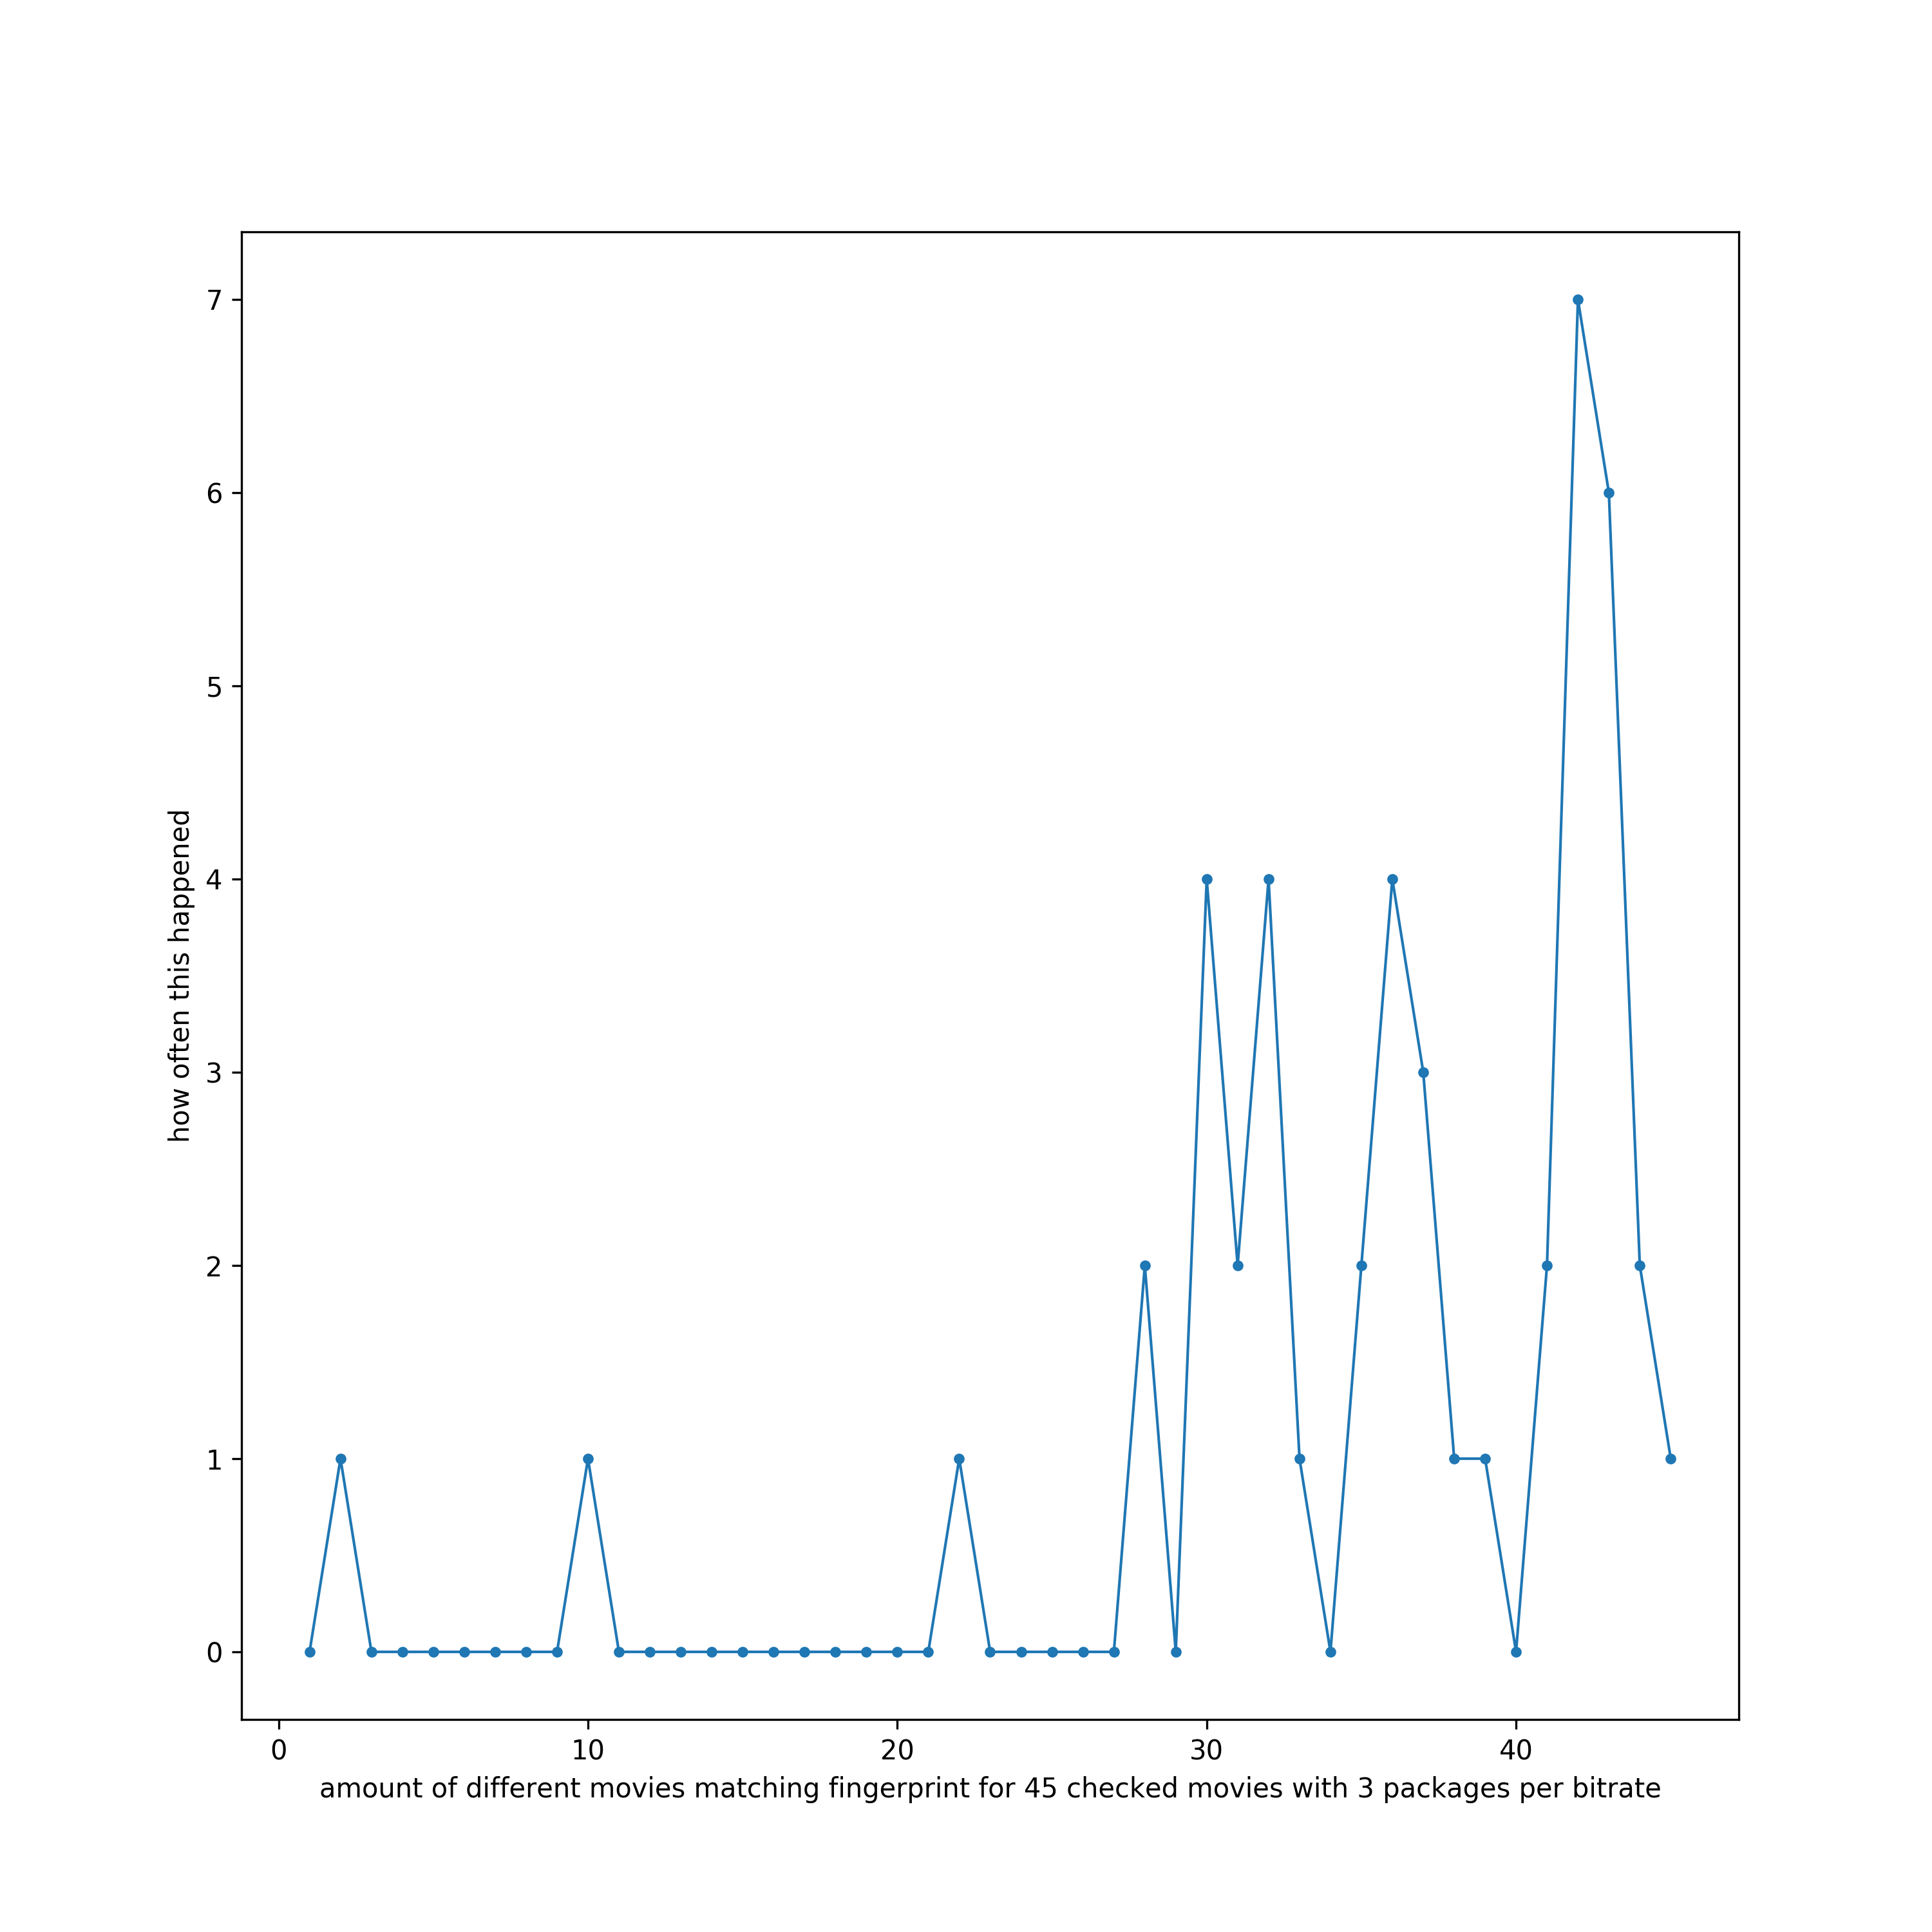 7
6
5
4
3
2
1
0
how often this happened
0 10 20 30 40
amount of different movies matching fingerprint for 45 checked movies with 3 packages per bitrate